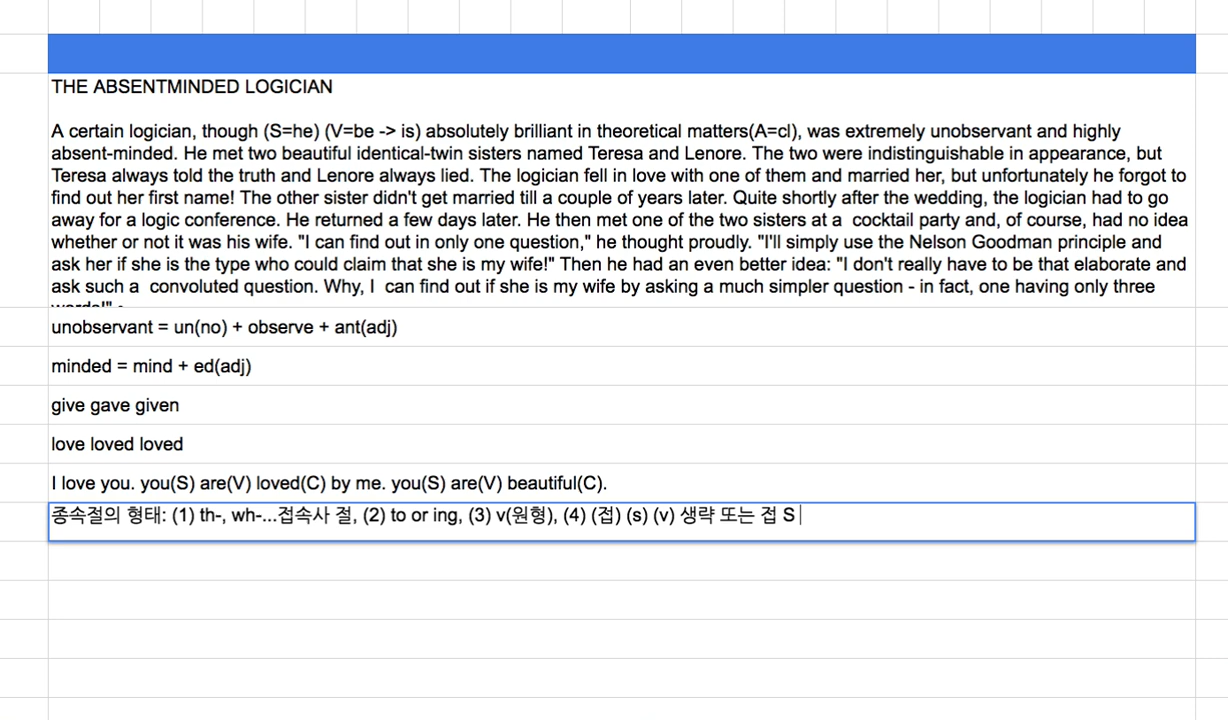 THE ABSENTMINDED LOGICIAN
A certain logician, though (S=he) (V=be -> is) absolutely brilliant in theoretical matters(A=cl), was extremely unobservant and highly
absent-minded. He met two beautiful identical-twin sisters named Teresa and Lenore. The two were indistinguishable in appearance, but
Teresa always told the truth and Lenore always lied. The logician fell in love with one of them and married her, but unfortunately he forgot to
find out her first name! The other sister didn't get married till a couple of years later. Quite shortly after the wedding, the logician had to go
away for a logic conference. He returned a few days later. He then met one of the two sisters at a  cocktail party and, of course, had no idea
whether or not it was his wife. "I can find out in only one question," he thought proudly. "I'll simply use the Nelson Goodman principle and
ask her if she is the type who could claim that she is my wife!" Then he had an even better idea: "I don't really have to be that elaborate and
ask such a  convoluted question. Why, I  can find out if she is my wife by asking a much simpler question - in fact, one having only three
unobservant = un(no) + observe + ant(adj)
minded = mind + ed(adj)
give gave given
love loved loved
I love you. you(S) are(V) loved(C) by me. you(S) are(V) beautiful(C).
종속절의 형태: (1) th-, wh-...접속사 절, (2) to or ing, (3) v(원형), (4) (접) (s) (v) 생략 또는 접 S